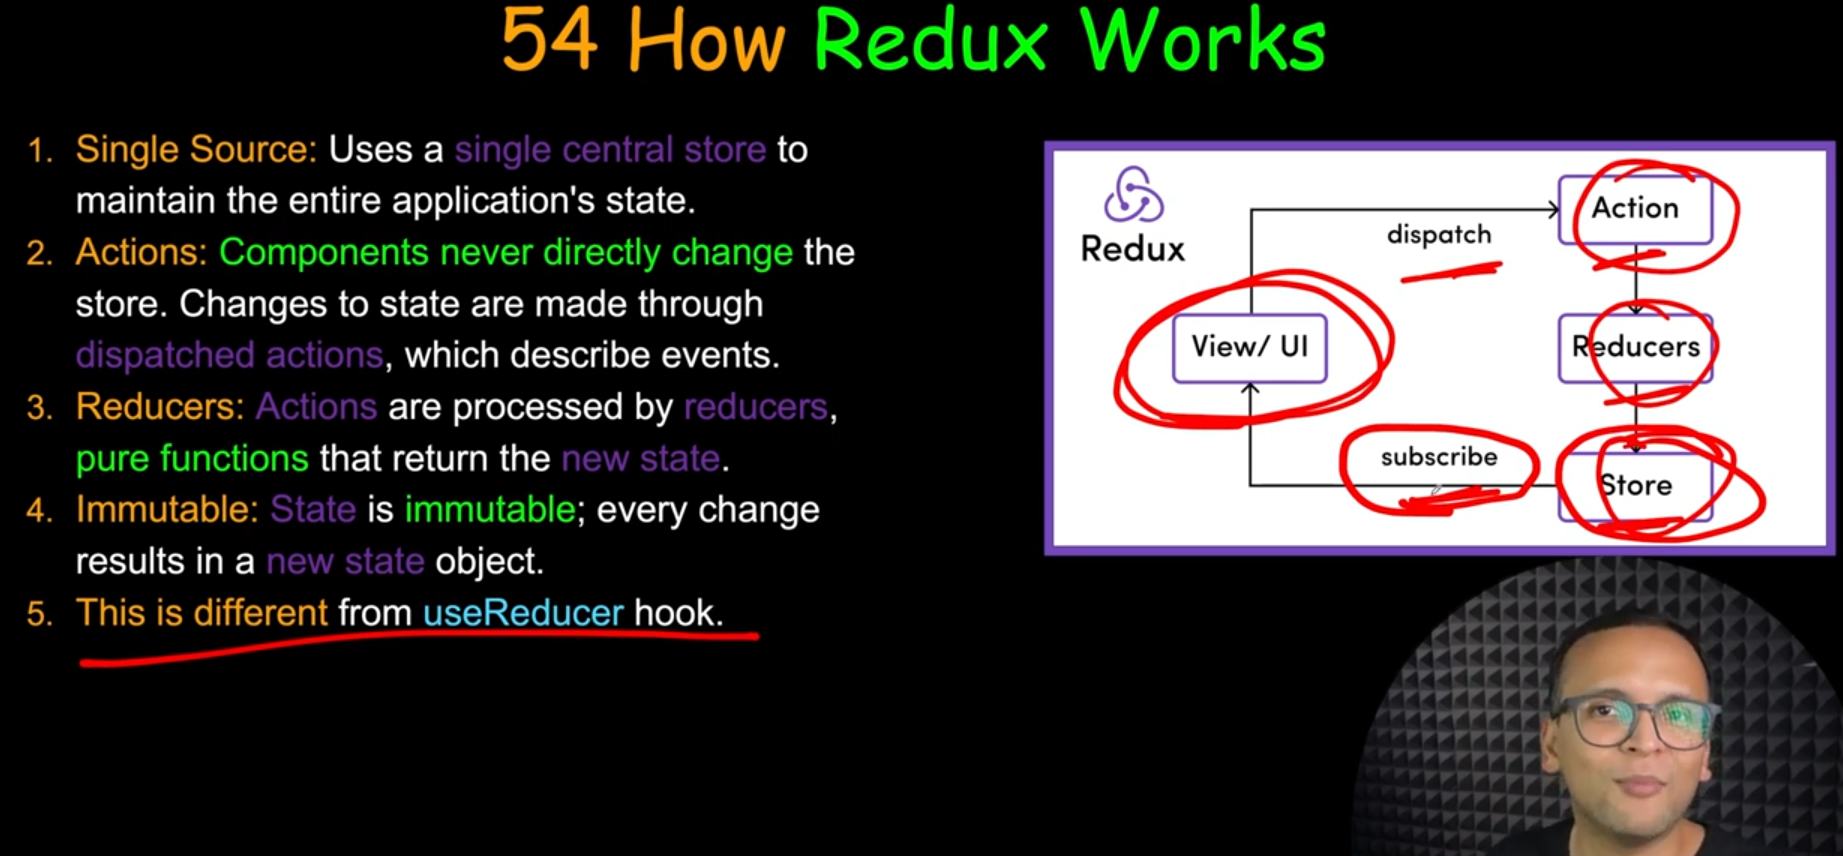 54 How Redux Works
1. Single Source: Uses a single central store to
maintain the entire application's state.
2. Actions: Components never directly change the
store. Changes to state are made through
dispatched actions, which describe events.
3. Reducers: Actions are processed by reducers,
pure functions that return the new state.
4. Immutable: State is immutable; every change
results in a new state object.
5. This is different from useReducer hook.
Redux
Action
dispatch
View/ UI
Reducers
subscribe
Store